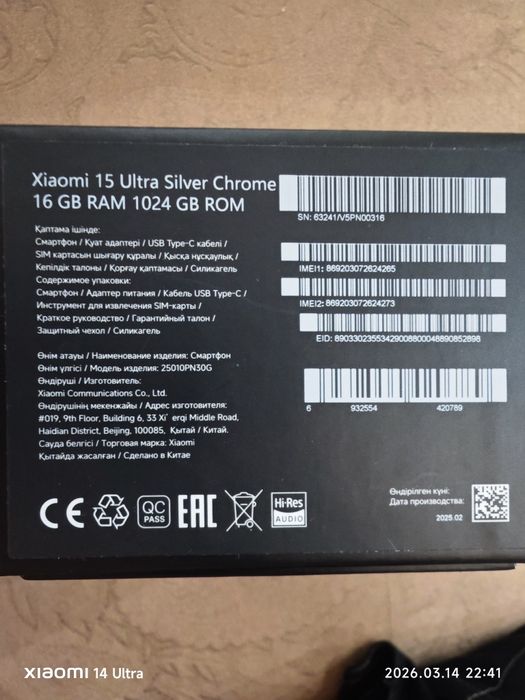 Xiaomi 15 Ultra Silver Chrome
16 GB RAM 1024 GB ROM
SN: 63241/V5PN00316
Қаптама ішінде:
Смартфон / Қуат адаптері / USB Type-C кабелі /
SIM картасын шығару құралы / Қысқа нұсқаулық /
Кепілдік талоны / Қорғау қаптамасы / Силикагель
Содержимое упаковки:
Смартфон / Адаптер питания / Кабель USB Type-C /
Инструмент для извлечения SIM-карты /
Краткое руководство / Гарантийный талон /
Защитный чехол / Силикагель
IMEI1: 869203072624265
IMEI2: 869203072624273
EID: 89033023553429008800048890852898
6 932554 420789
Өнім атауы / Наименование изделия: Смартфон
Өнім үлгісі / Модель изделия: 25010PN30G
Өндіруші / Изготовитель:
Xiaomi Communications Co., Ltd.
Өндірушінің мекенжайы / Адрес изготовителя:
#019, 9th Floor, Building 6, 33 Xi' erqi Middle Road,
Haidian District, Beijing, 100085, Қытай / Китай.
Сауда белгісі / Торговая марка: Xiaomi
Қытайда жасалған / Сделано в Китае
CE
QC
PASS
EAC
Hi-Res
AUDIO
Өндірілген күні:
Дата производства:
2025.02
xiaomi 14 Ultra
2026.03.14 22:41